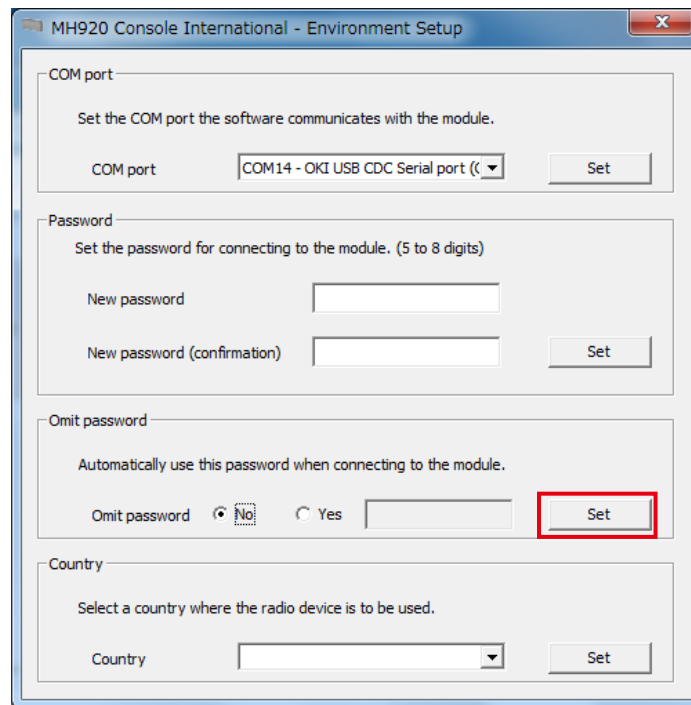 MH920 Console International - Environment Setup
COM port
Set the COM port the software communicates with the module.
COM port COM14 - OKI USB CDC Serial port (( Set
Password
Set the password for connecting to the module. (5 to 8 digits)
New password
New password (confirmation) Set
Omit password
Automatically use this password when connecting to the module.
Omit password No Yes Set
Country
Select a country where the radio device is to be used.
Country Set